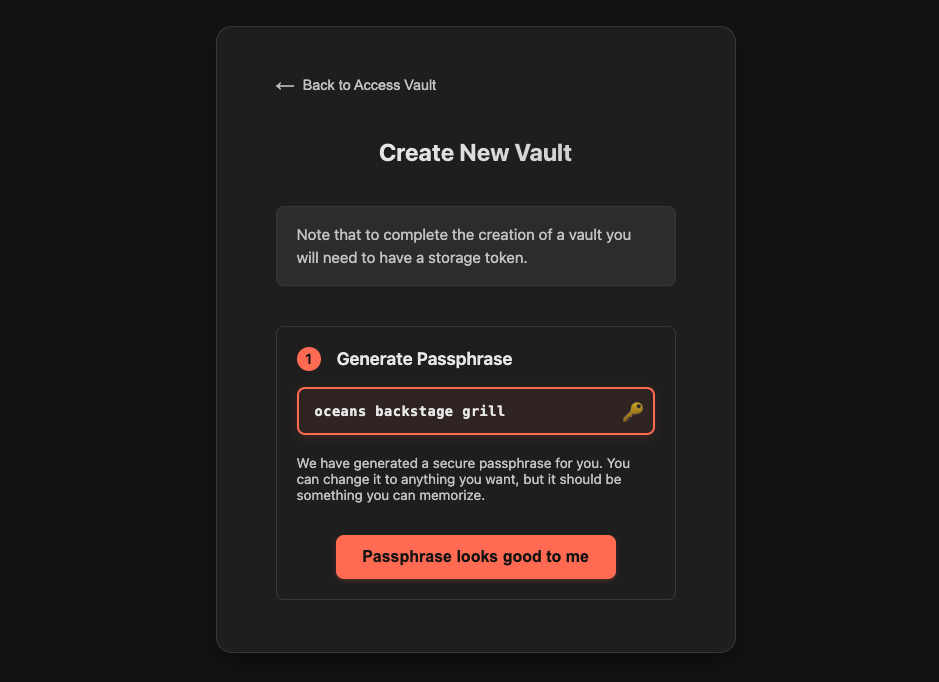 ← Back to Access Vault
Create New Vault
Note that to complete the creation of a vault you
will need to have a storage token.
1 Generate Passphrase
oceans backstage grill
We have generated a secure passphrase for you. You
can change it to anything you want, but it should be
something you can memorize.
Passphrase looks good to me